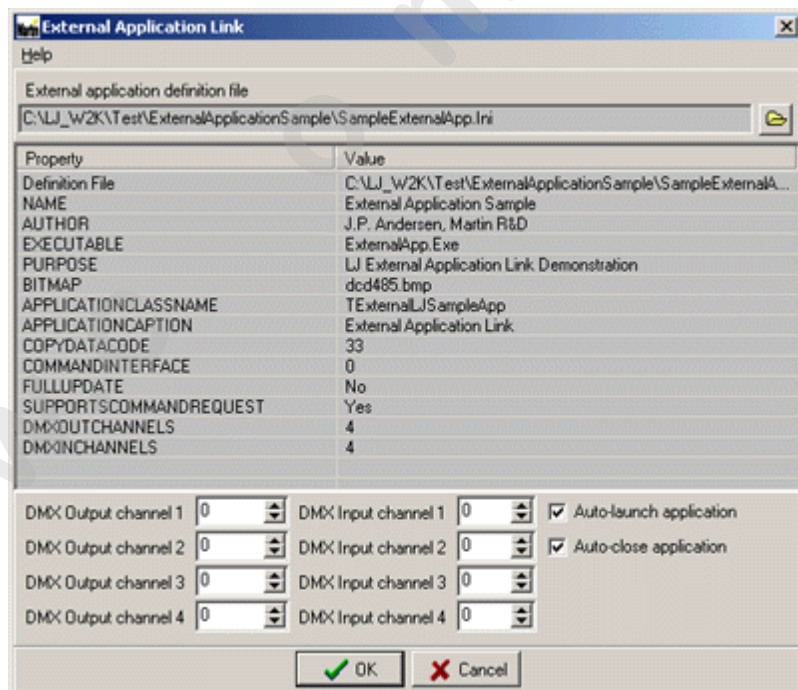 External Application Link
Help
External application definition file
C:\LJ_W2K\Test\ExternalApplicationSample\SampleExternalApp.Ini
Property Value
Definition File C:\LJ_W2K\Test\ExternalApplicationSample\SampleExternalA...
NAME External Application Sample
AUTHOR J.P. Andersen, Martin R&D
EXECUTABLE ExternalApp.Exe
PURPOSE LJ External Application Link Demonstration
BITMAP dcd485.bmp
APPLICATIONCLASSNAME TExternalLJSampleApp
APPLICATIONCAPTION External Application Link
COPYDATACODE 33
COMMANDINTERFACE 0
FULLUPDATE No
SUPPORTSCOMMANDREQUEST Yes
DMXOUTCHANNELS 4
DMXINCHANNELS 4
DMX Output channel 1 0 DMX Input channel 1 0 Auto-launch application
DMX Output channel 2 0 DMX Input channel 2 0 Auto-close application
DMX Output channel 3 0 DMX Input channel 3 0
DMX Output channel 4 0 DMX Input channel 4 0
OK Cancel